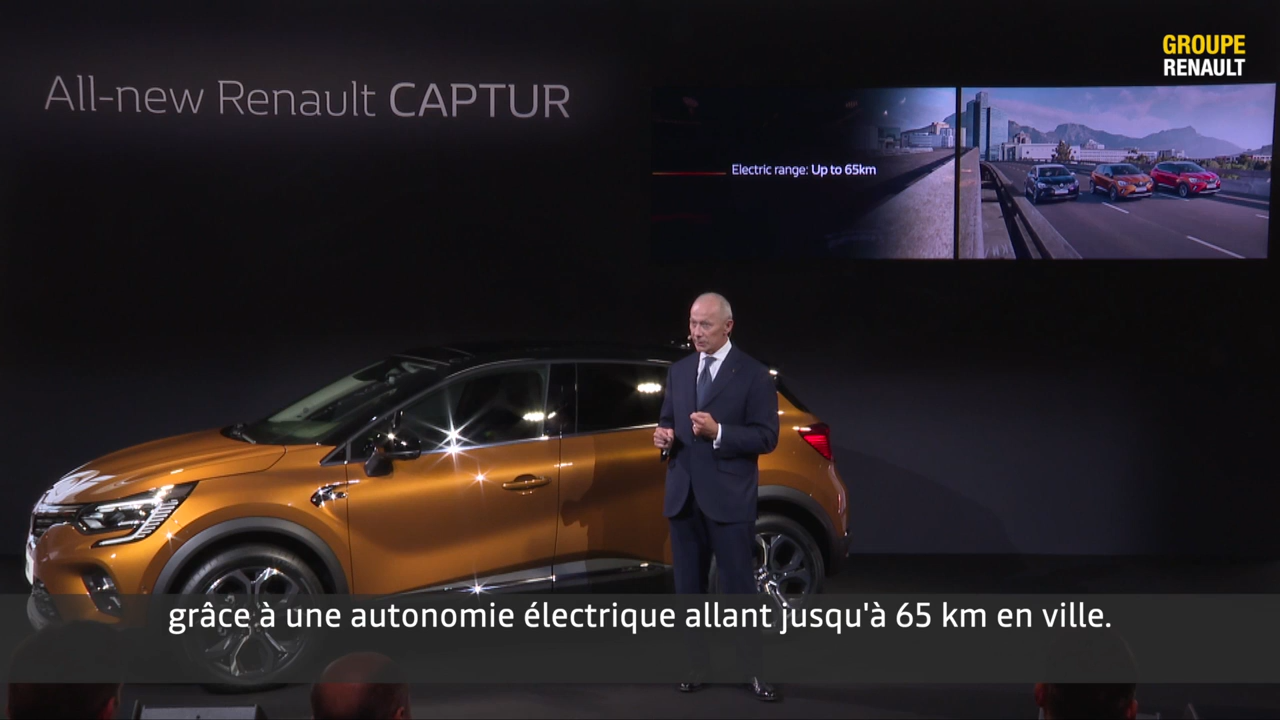 GROUPE
RENAULT
All-new Renault CAPTUR
Electric range: Up to 65km
grâce à une autonomie électrique allant jusqu'à 65 km en ville.